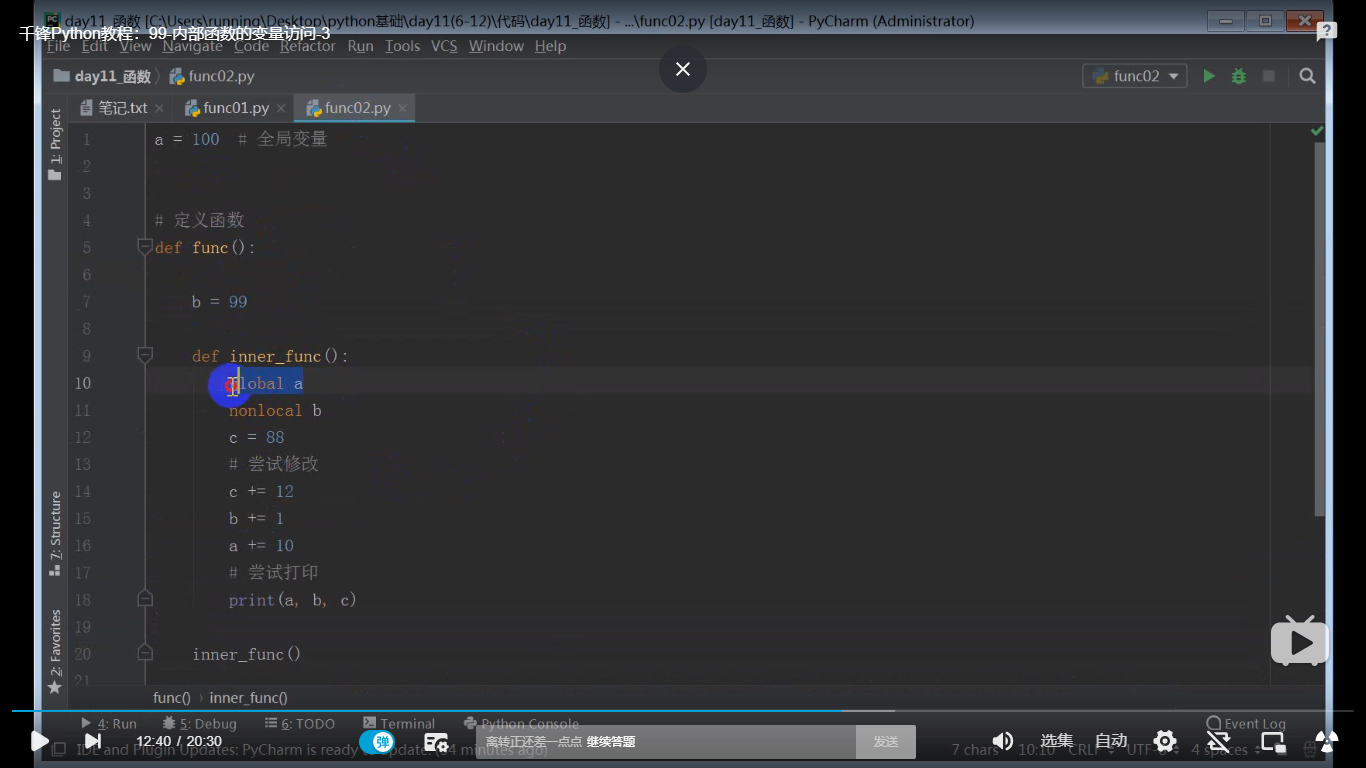 day11_函数 [C:\Users\running\Desktop\python基础\day11(6-12)\代码\day11_函数] - ...\func02.py [day11_函数] - PyCharm (Administrator)
千锋Python教程：99-内部函数的变量访问-3
File Edit View Navigate Code Refactor Run Tools VCS Window Help
day11_函数 func02.py
func02
笔记.txt func01.py func02.py
1: Project
7: Structure
2: Favorites
1 a = 100 # 全局变量
2
3
4 # 定义函数
5 def func():
6
7 b = 99
8
9 def inner_func():
10 global a
11 nonlocal b
12 c = 88
13 # 尝试修改
14 c += 12
15 b += 1
16 a += 10
17 # 尝试打印
18 print(a, b, c)
19
20 inner_func()
21
func() › inner_func()
4: Run 5: Debug 6: TODO Terminal Python Console Event Log
12:40 / 20:30 弹 离转正还差一点点 继续答题 发送 选集 自动
IDE and Plugin Updates: PyCharm is ready to update. (4 minutes ago) 7 chars 10:10 CRLF UTF-8 4 spaces